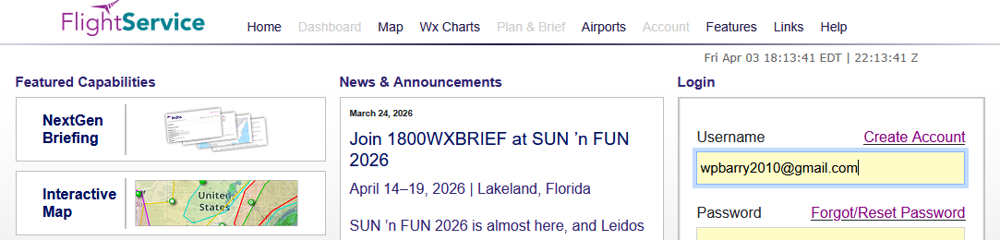 FlightService
Home Dashboard Map Wx Charts Plan & Brief Airports Account Features Links Help
Fri Apr 03 18:13:41 EDT | 22:13:41 Z
Featured Capabilities
NextGen
Briefing
Interactive
Map
United
States
News & Announcements
March 24, 2026
Join 1800WXBRIEF at SUN ’n FUN
2026
April 14–19, 2026 | Lakeland, Florida
SUN ’n FUN 2026 is almost here, and Leidos
Login
Username Create Account
wpbarry2010@gmail.com
Password Forgot/Reset Password